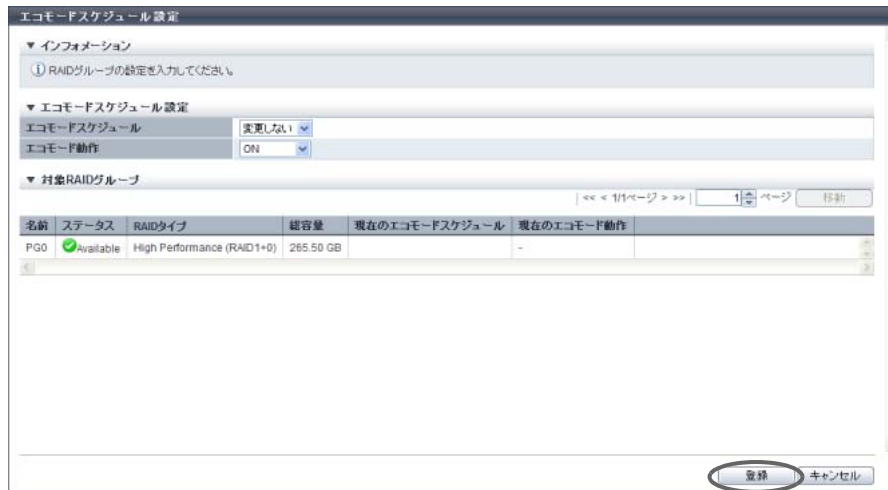 エコモードスケジュール設定
▼ インフォメーション
RAIDグループの設定を入力してください。
▼ エコモードスケジュール設定
エコモードスケジュール 変更しない
エコモード動作 ON
▼ 対象RAIDグループ
| << < 1/1ページ > >> | 1 ページ 移動
名前 ステータス RAIDタイプ 総容量 現在のエコモードスケジュール 現在のエコモード動作
PG0 Available High Performance (RAID1+0) 265.50 GB -
登録 キャンセル